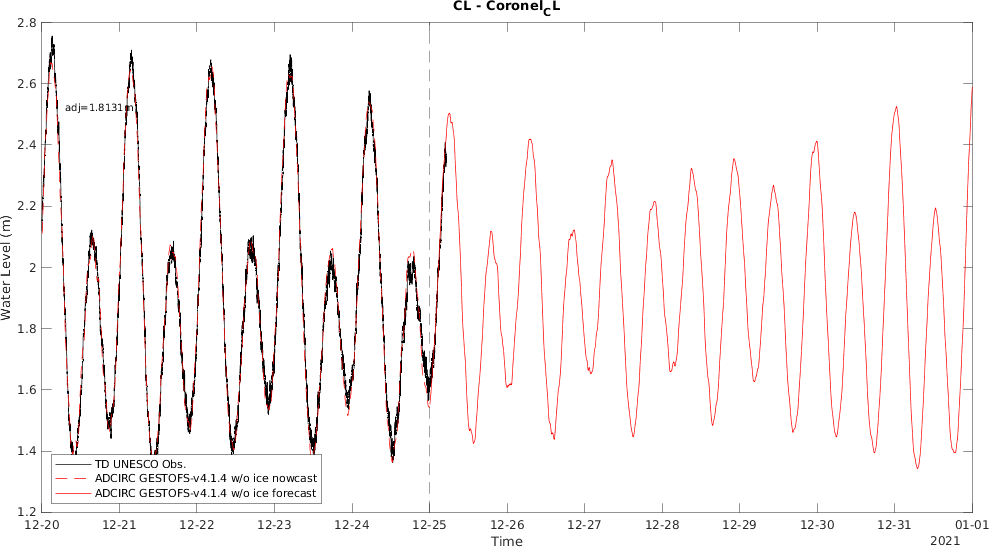 CL - Coronel_CL
2.8
2.6
2.4
2.2
2
1.8
1.6
1.4
1.2
Water Level (m)
adj=1.8131 m
TD UNESCO Obs.
ADCIRC GESTOFS-v4.1.4 w/o ice nowcast
ADCIRC GESTOFS-v4.1.4 w/o ice forecast
12-20 12-21 12-22 12-23 12-24 12-25 12-26 12-27 12-28 12-29 12-30 12-31 01-01
Time
2021